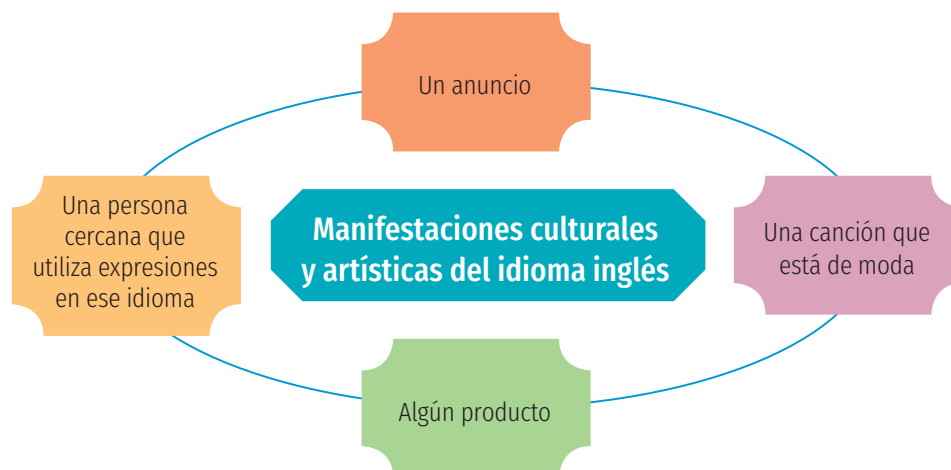 Un anuncio
Una persona
cercana que
utiliza expresiones
en ese idioma
Manifestaciones culturales
y artísticas del idioma inglés
Una canción que
está de moda
Algún producto